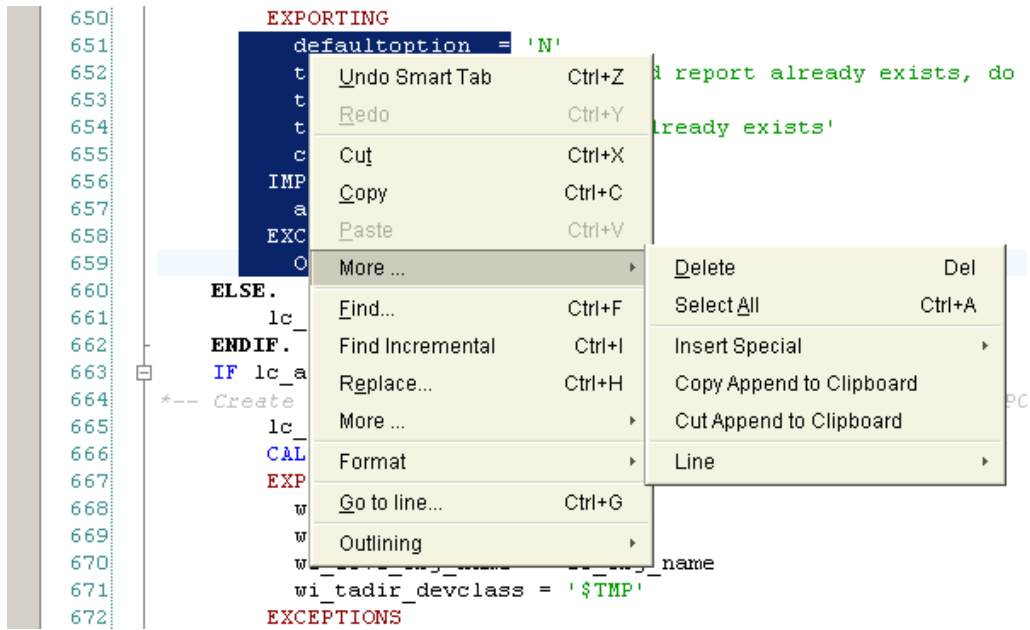 650 EXPORTING
651 defaultoption = 'N'
652 t report already exists, do
653 t
654 t lready exists'
655 c
656 IMP
657 a
658 EXC
659 O
660 ELSE.
661 lc_
662 ENDIF.
663 IF lc_a
664 *-- Create
665 lc_
666 CAL
667 EXP
668 w
669 w
670 name
671 wi_tadir_devclass = '$TMP'
672 EXCEPTIONS
Undo Smart Tab Ctrl+Z
Redo Ctrl+Y
Cut Ctrl+X
Copy Ctrl+C
Paste Ctrl+V
More ...
Find... Ctrl+F
Find Incremental Ctrl+I
Replace... Ctrl+H
More ...
Format
Go to line... Ctrl+G
Outlining
Delete Del
Select All Ctrl+A
Insert Special
Copy Append to Clipboard
Cut Append to Clipboard
Line